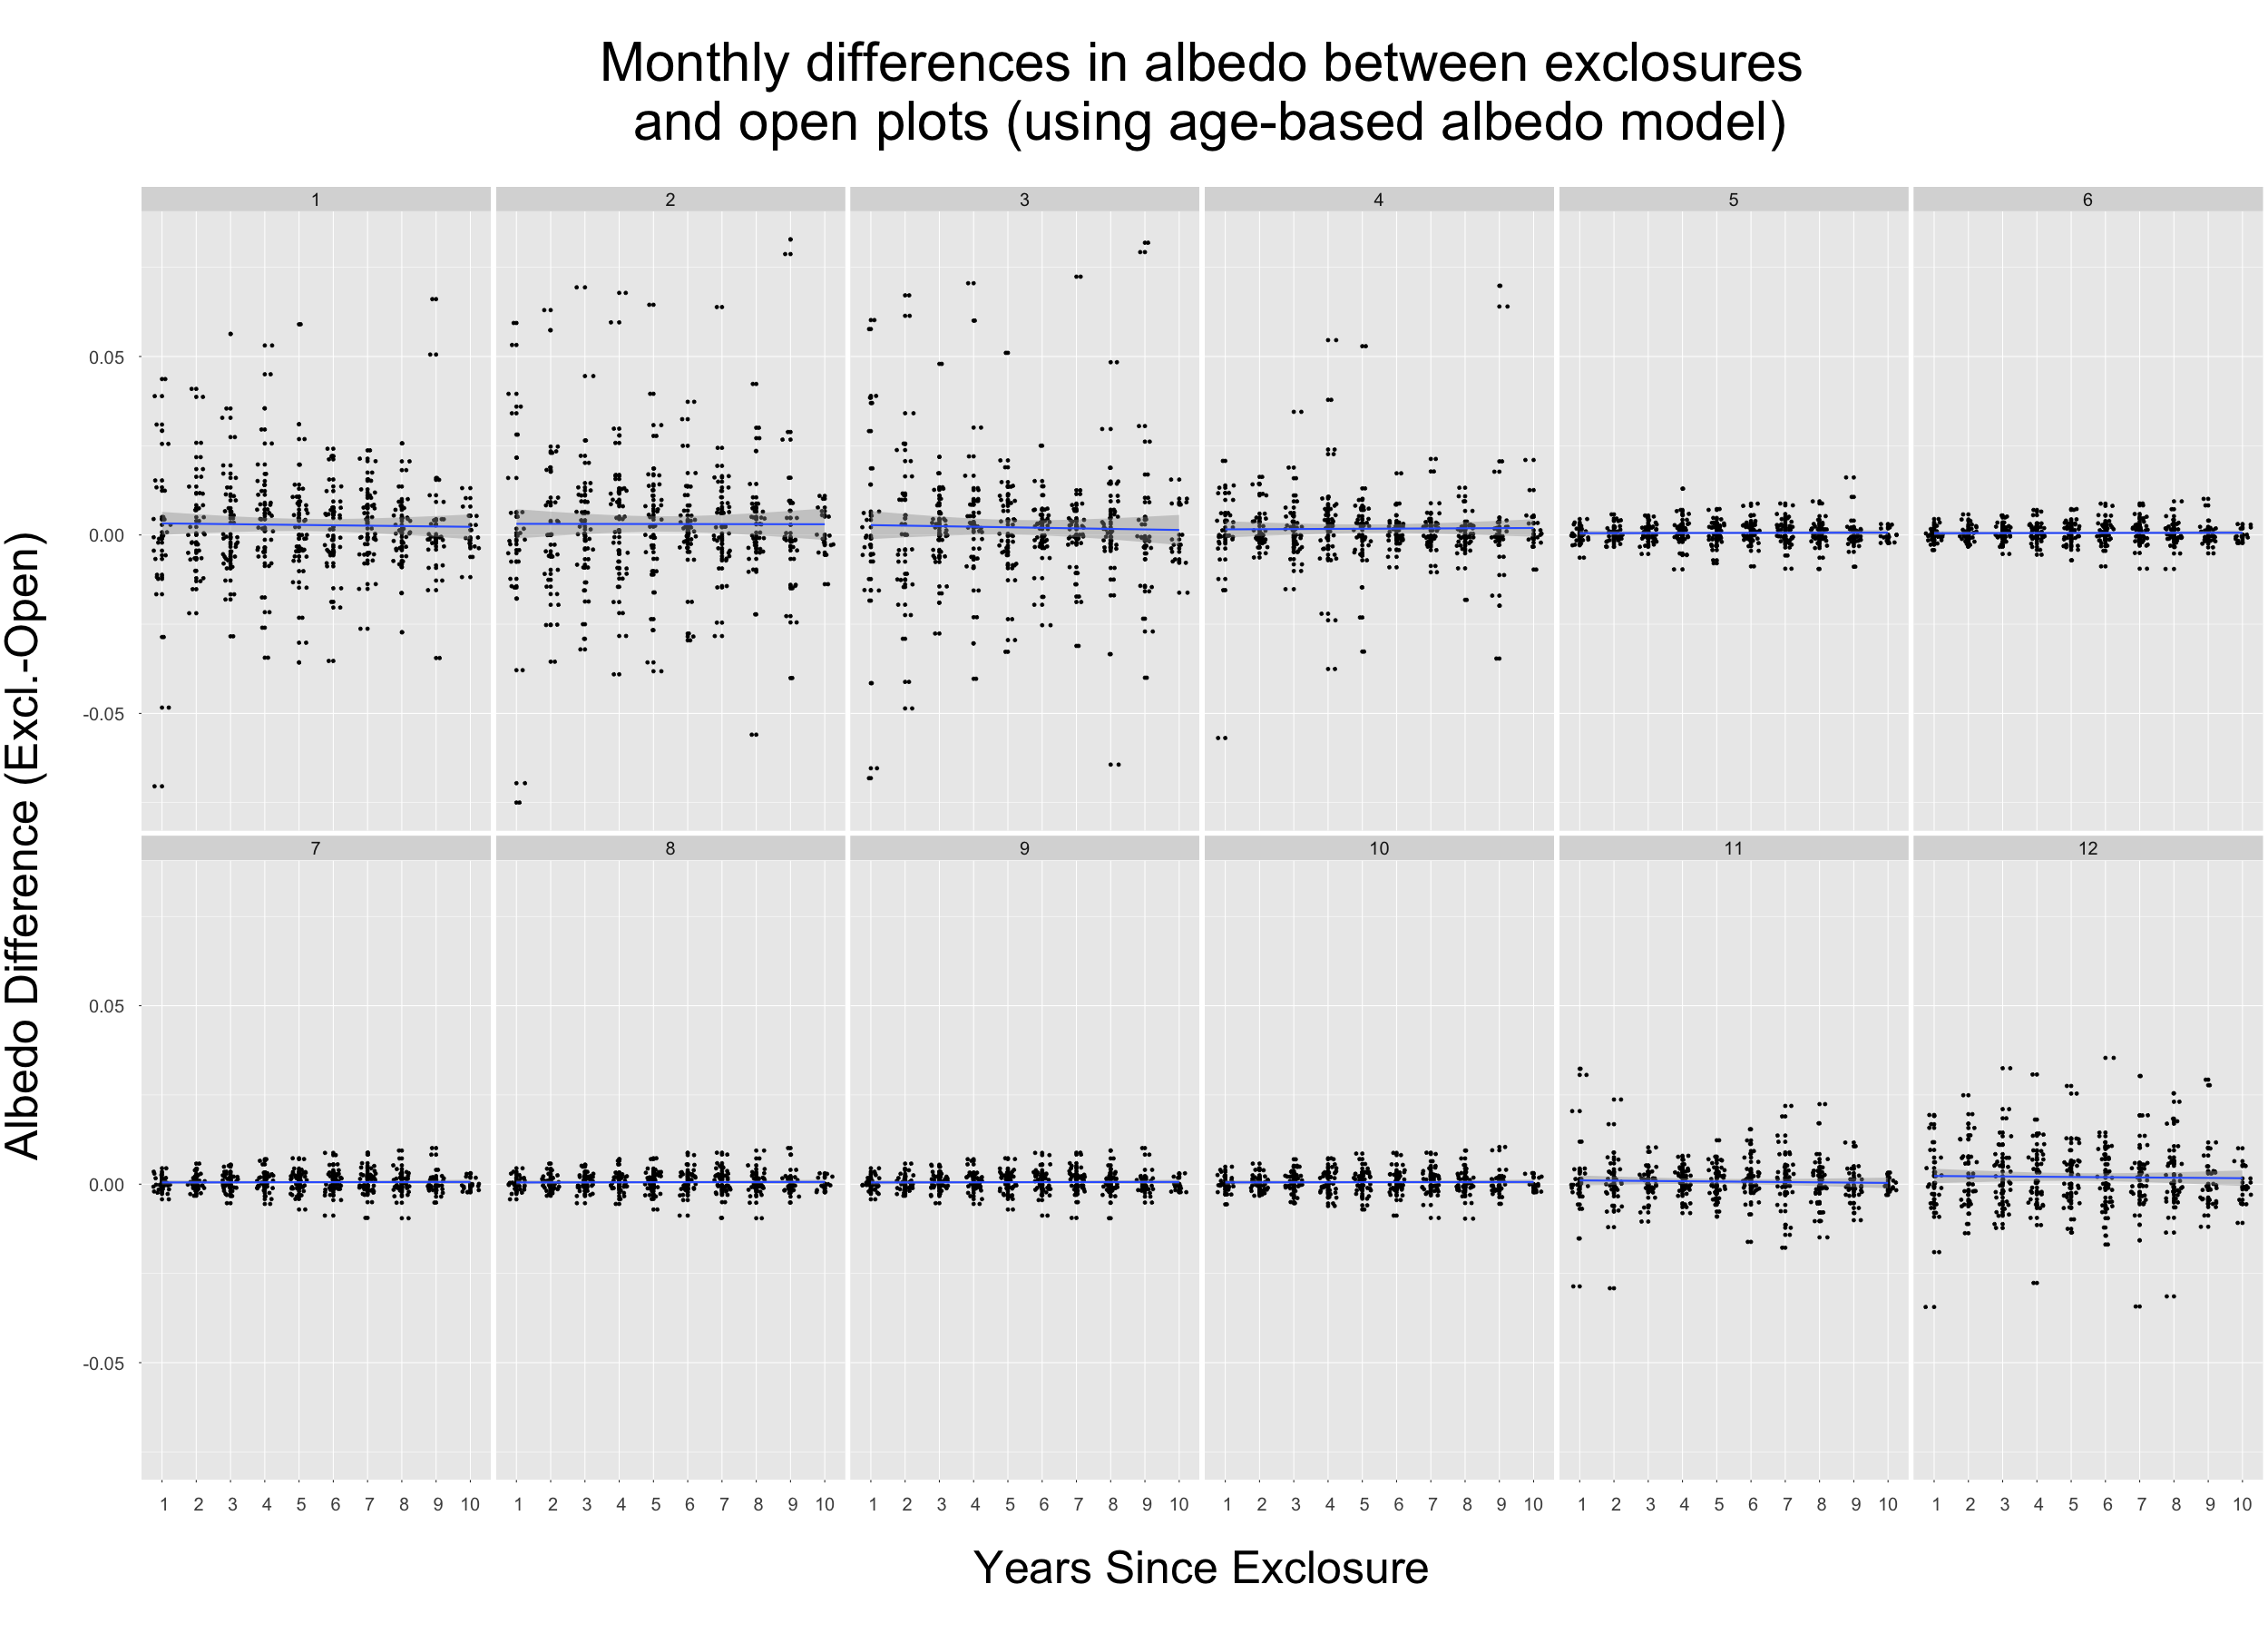 Monthly differences in albedo between exclosures
and open plots (using age-based albedo model)
Albedo Difference (Excl.-Open)
1 2 3 4 5 6
0.05
0.00
-0.05
7 8 9 10 11 12
0.05
0.00
-0.05
1 2 3 4 5 6 7 8 9 10 1 2 3 4 5 6 7 8 9 10 1 2 3 4 5 6 7 8 9 10 1 2 3 4 5 6 7 8 9 10 1 2 3 4 5 6 7 8 9 10 1 2 3 4 5 6 7 8 9 10
Years Since Exclosure